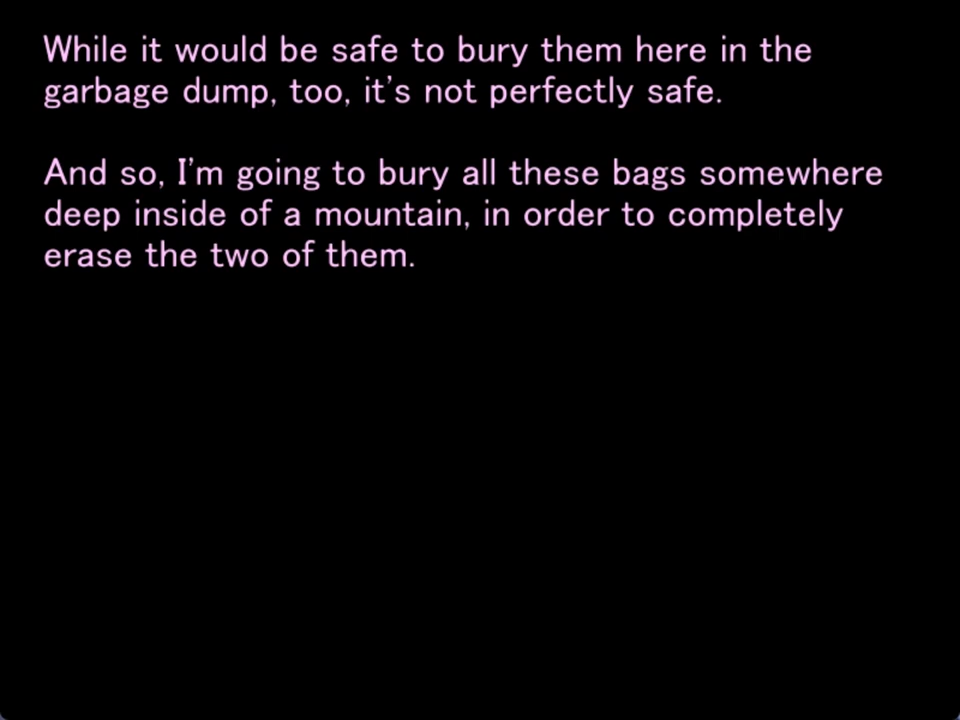 While it would be safe to bury them here in the
garbage dump, too, it's not perfectly safe.
And so, I'm going to bury all these bags somewhere
deep inside of a mountain, in order to completely
erase the two of them.